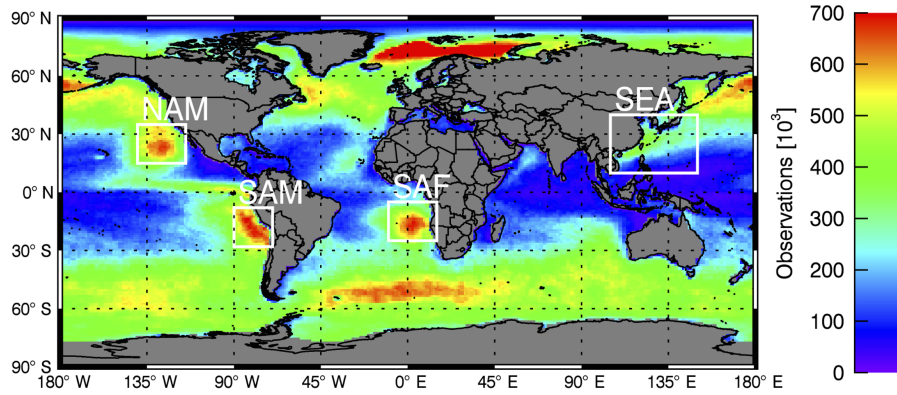 90° N
60° N
30° N
0° N
30° S
60° S
90° S
180° W
135° W
90° W
45° W
0° E
45° E
90° E
135° E
180° E
NAM
SEA
SAM
SAF
700
600
500
400
300
200
100
0
Observations [10³]